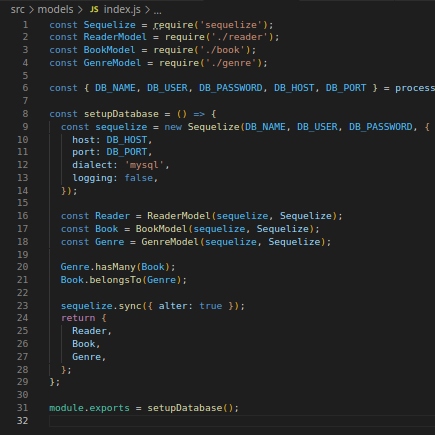 src > models > JS index.js > ...
1 const Sequelize = require('sequelize');
2 const ReaderModel = require('./reader');
3 const BookModel = require('./book');
4 const GenreModel = require('./genre');
5
6 const { DB_NAME, DB_USER, DB_PASSWORD, DB_HOST, DB_PORT } = process
7
8 const setupDatabase = () => {
9   const sequelize = new Sequelize(DB_NAME, DB_USER, DB_PASSWORD, {
10     host: DB_HOST,
11     port: DB_PORT,
12     dialect: 'mysql',
13     logging: false,
14   });
15
16   const Reader = ReaderModel(sequelize, Sequelize);
17   const Book = BookModel(sequelize, Sequelize);
18   const Genre = GenreModel(sequelize, Sequelize);
19
20   Genre.hasMany(Book);
21   Book.belongsTo(Genre);
22
23   sequelize.sync({ alter: true });
24   return {
25     Reader,
26     Book,
27     Genre,
28   };
29 };
30
31 module.exports = setupDatabase();
32